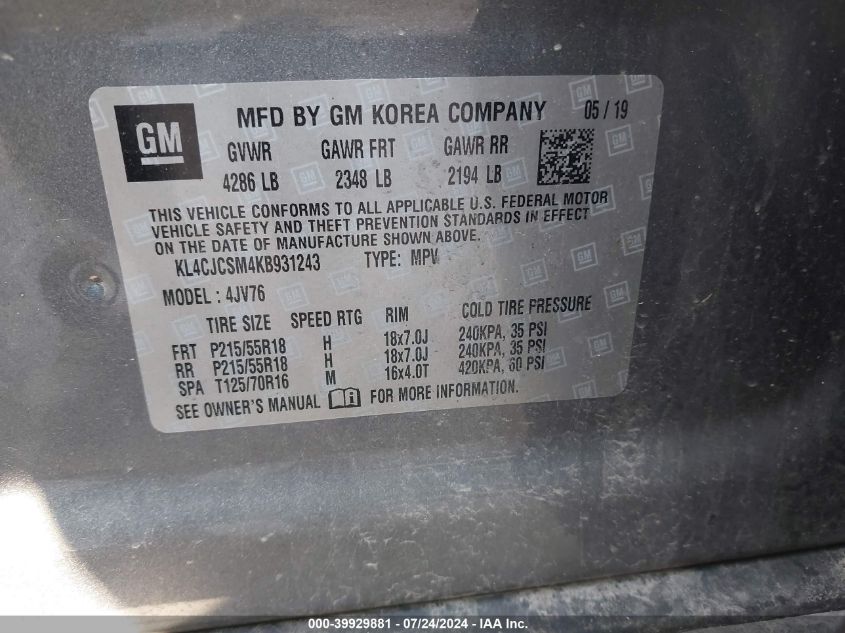 GM MFD BY GM KOREA COMPANY 05 / 19
GVWR GAWR FRT GAWR RR
4286 LB 2348 LB 2194 LB
THIS VEHICLE CONFORMS TO ALL APPLICABLE U.S. FEDERAL MOTOR
VEHICLE SAFETY AND THEFT PREVENTION STANDARDS IN EFFECT
ON THE DATE OF MANUFACTURE SHOWN ABOVE.
KL4CJCSM4KB931243 TYPE: MPV
MODEL : 4JV76
TIRE SIZE SPEED RTG RIM COLD TIRE PRESSURE
FRT P215/55R18 H 18x7.0J 240KPA, 35 PSI
RR P215/55R18 H 18x7.0J 240KPA, 35 PSI
SPA T125/70R16 M 16x4.0T 420KPA, 60 PSI
SEE OWNER'S MANUAL FOR MORE INFORMATION.
000-39929881 / 07/24/2024 - COPYRIGHT IAA, INC.